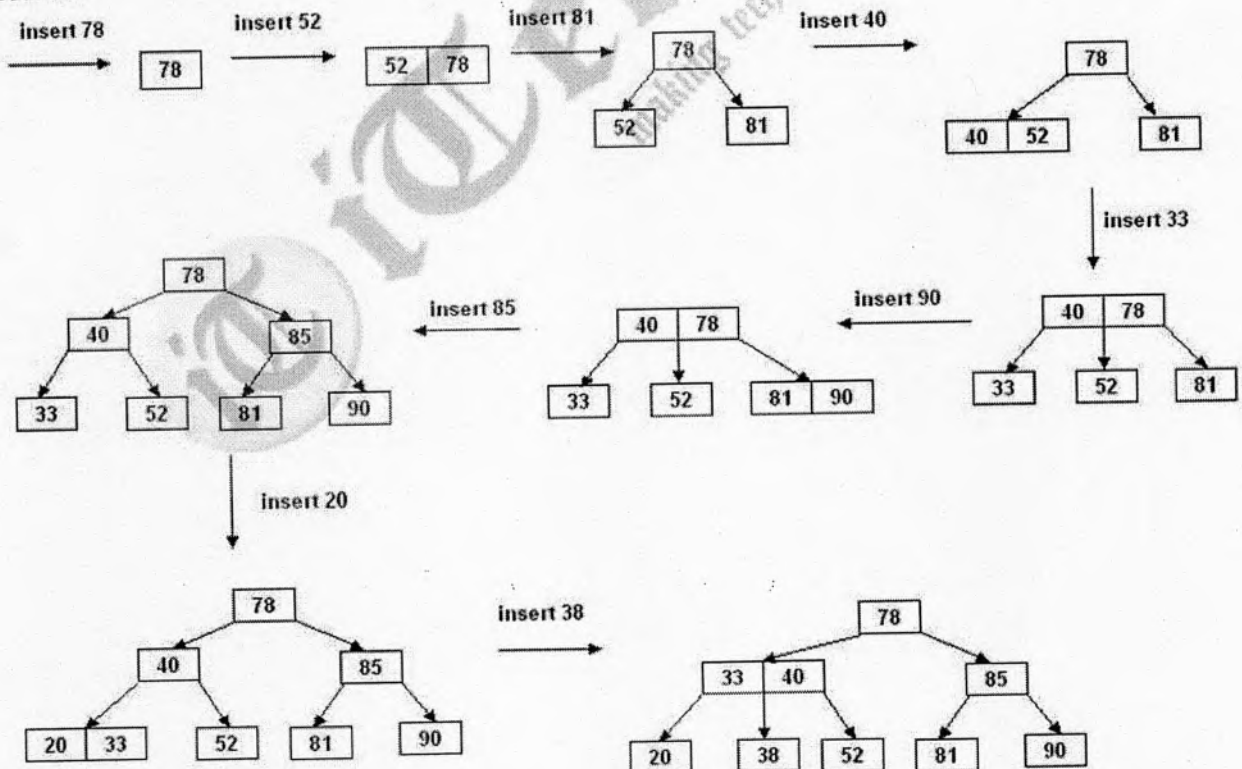 insert 78
78
insert 52
52 78
insert 81
78
52 81
insert 40
78
40 52 81
insert 33
40 78
33 52 81
insert 90
40 78
33 52 81 90
insert 85
78
40 85
33 52 81 90
insert 20
78
40 85
20 33 52 81 90
insert 38
78
33 40 85
20 38 52 81 90
making